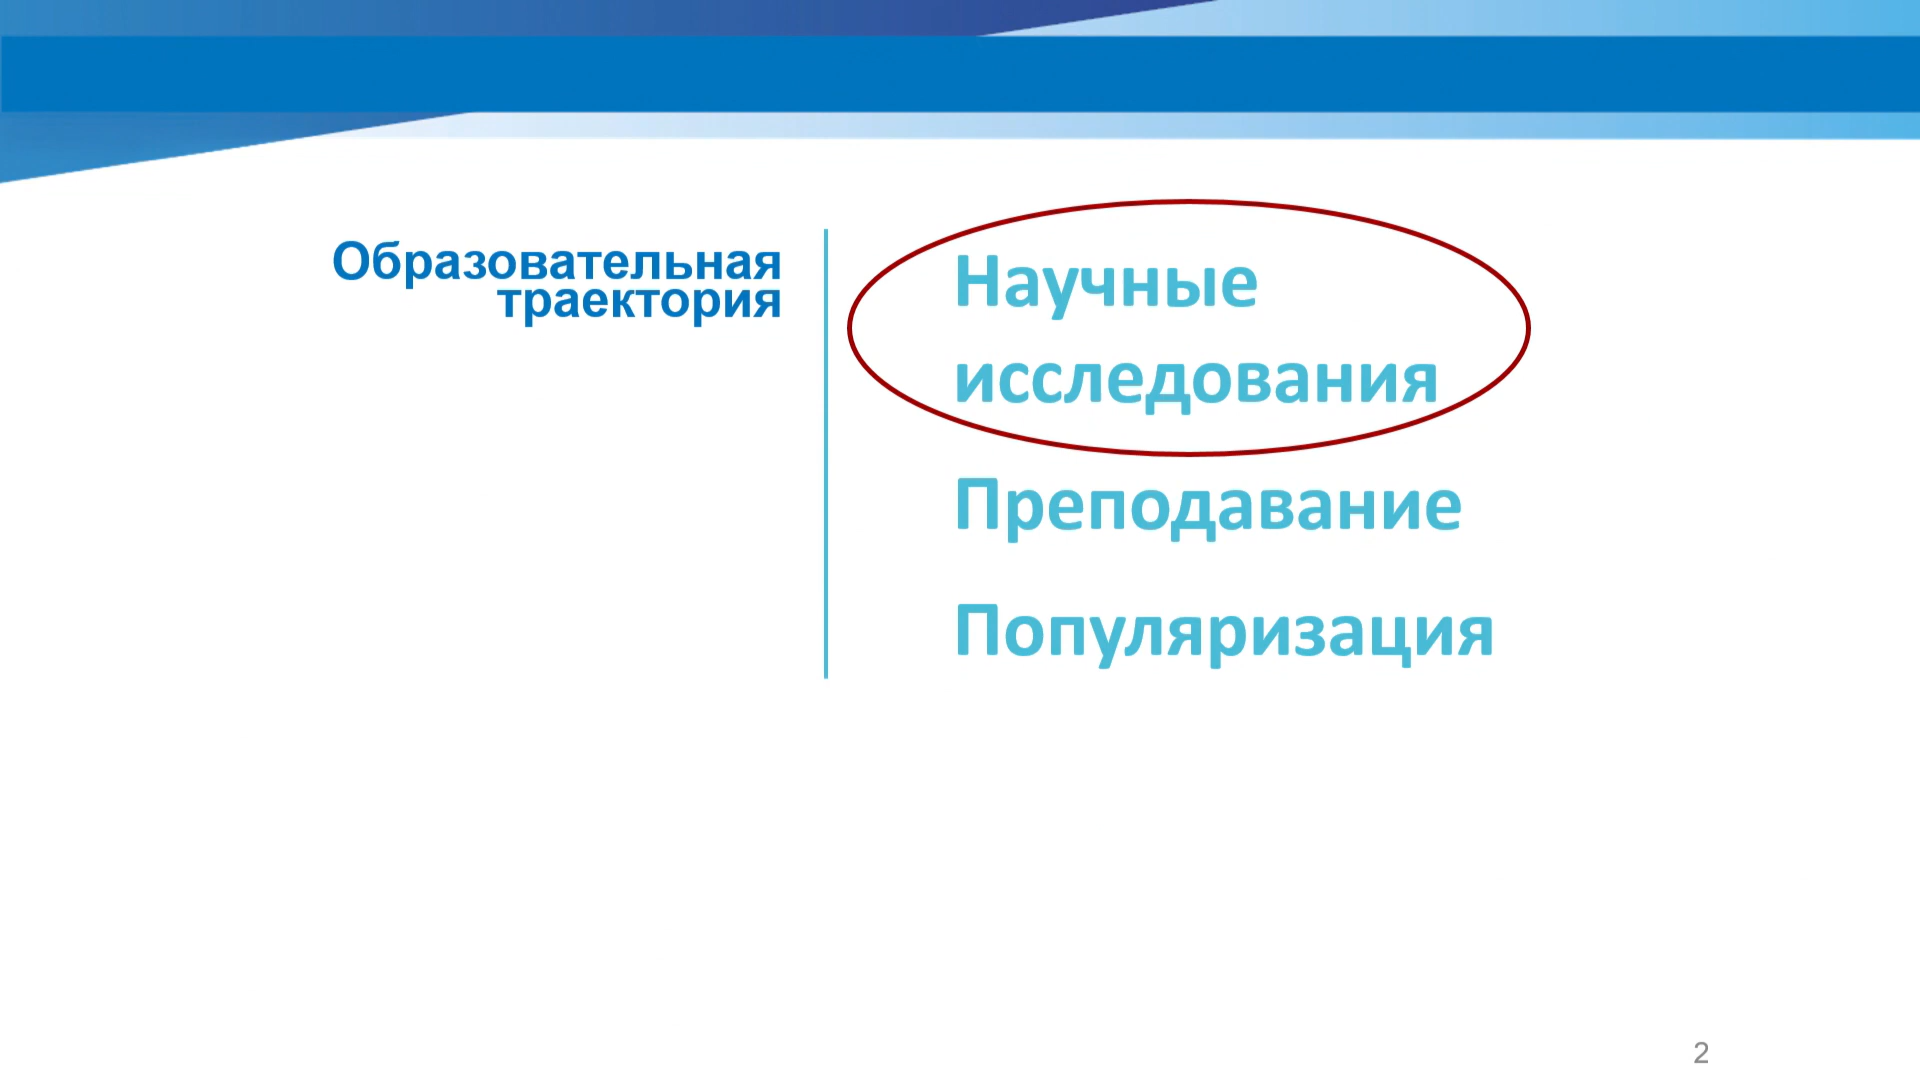 Образовательная
траектория
Научные
исследования
Преподавание
Популяризация
2